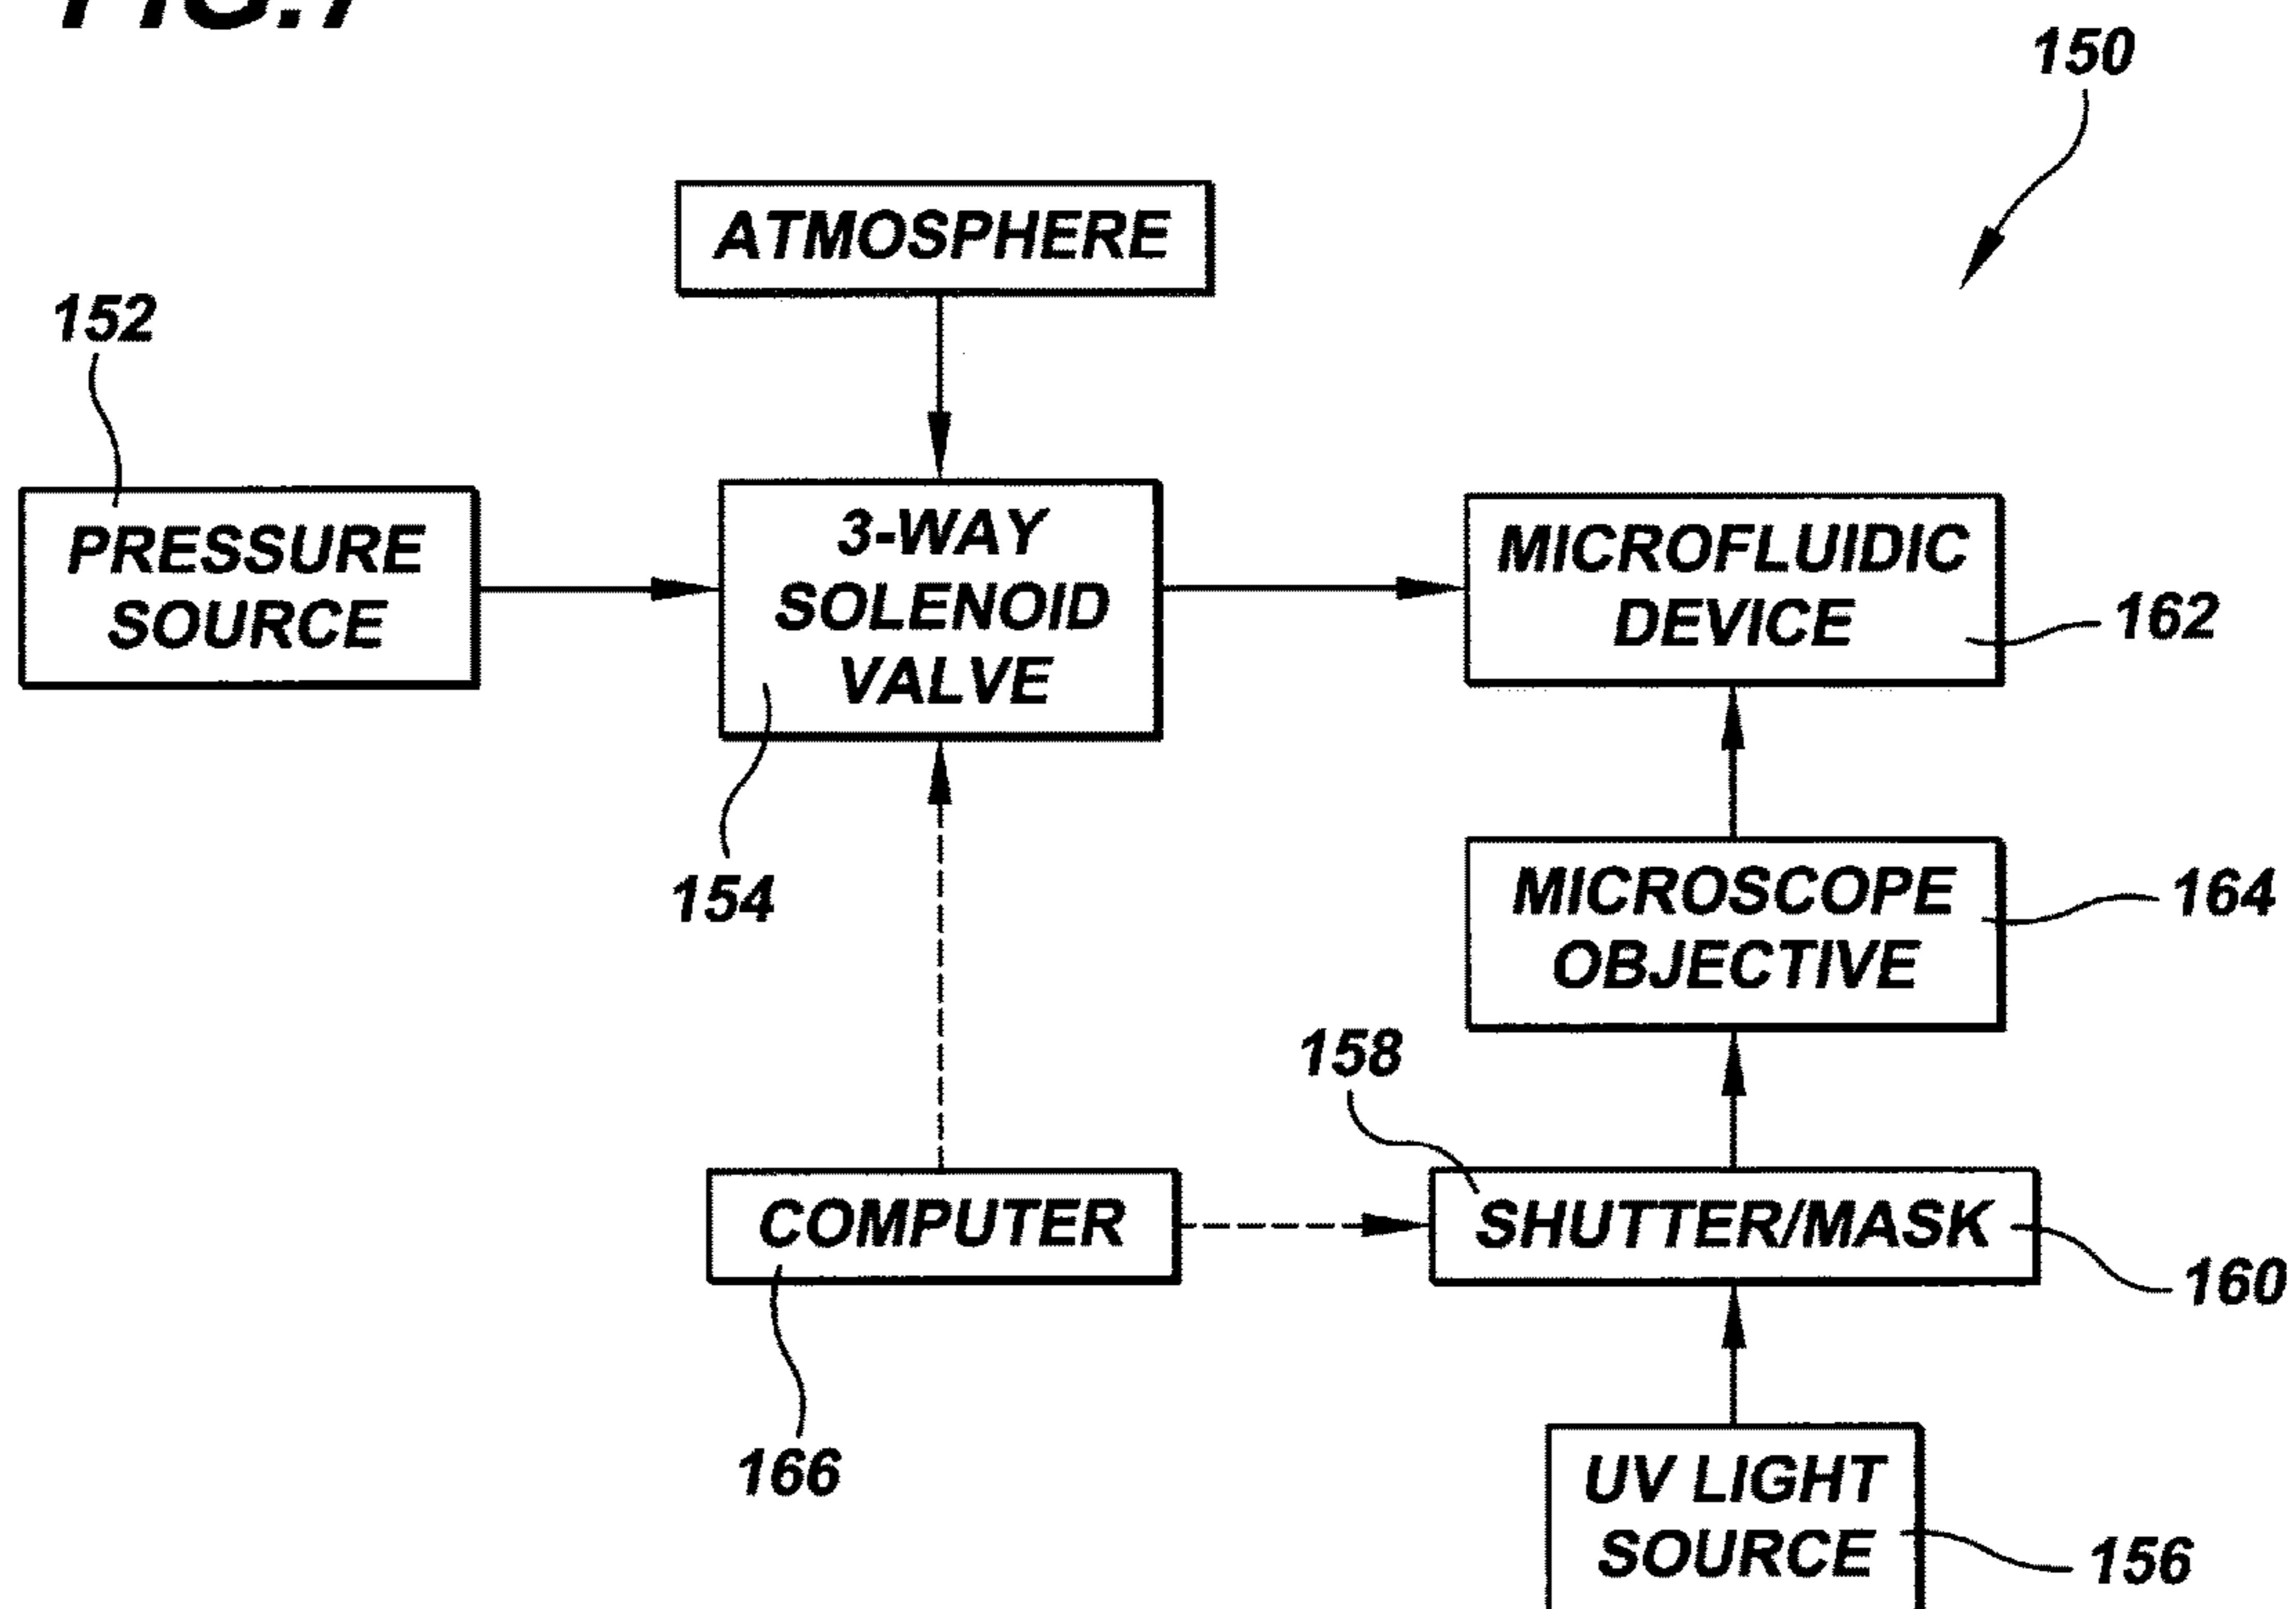 150
ATMOSPHERE
152
PRESSURE
SOURCE
3-WAY
SOLENOID
VALVE
MICROFLUIDIC
DEVICE
162
154
MICROSCOPE
OBJECTIVE
164
158
COMPUTER
SHUTTER/MASK
160
166
UV LIGHT
SOURCE
156